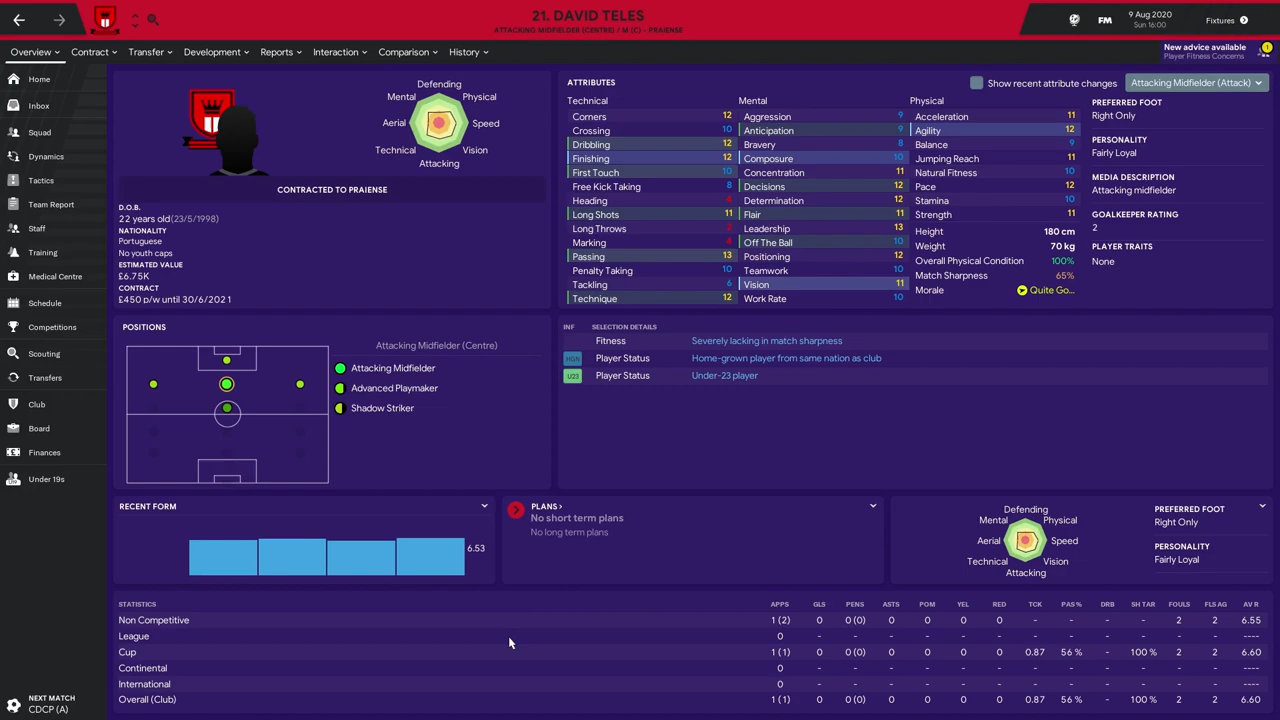 21. DAVID TELES
ATTACKING MIDFIELDER (CENTRE) / M (C) - PRAIENSE
FM
9 Aug 2020
Sun 16:00
Fixtures
Overview
Contract
Transfer
Development
Reports
Interaction
Comparison
History
New advice available
Player Fitness Concerns
1
Home
Inbox
Squad
Dynamics
Tactics
Team Report
Staff
Training
Medical Centre
Schedule
Competitions
Scouting
Transfers
Club
Board
Finances
Under 19s
NEXT MATCH
CDCP (A)
Defending
Mental Physical
Aerial Speed
Technical Vision
Attacking
CONTRACTED TO PRAIENSE
D.O.B.
22 years old (23/5/1998)
NATIONALITY
Portuguese
No youth caps
ESTIMATED VALUE
£6.75K
CONTRACT
£450 p/w until 30/6/2021
ATTRIBUTES
Show recent attribute changes
Attacking Midfielder (Attack)
Technical Mental Physical
Corners 12 Aggression 9 Acceleration 11
Crossing 10 Anticipation 9 Agility 12
Dribbling 12 Bravery 8 Balance 9
Finishing 12 Composure 10 Jumping Reach 11
First Touch 10 Concentration 11 Natural Fitness 10
Free Kick Taking 8 Decisions 12 Pace 12
Heading 4 Determination 12 Stamina 10
Long Shots 11 Flair 11 Strength 11
Long Throws 2 Leadership 13 Height 180 cm
Marking 4 Off The Ball 10 Weight 70 kg
Passing 13 Positioning 12 Overall Physical Condition 100%
Penalty Taking 10 Teamwork 10 Match Sharpness 65%
Tackling 6 Vision 11 Morale Quite Go...
Technique 12 Work Rate 10
PREFERRED FOOT
Right Only
PERSONALITY
Fairly Loyal
MEDIA DESCRIPTION
Attacking midfielder
GOALKEEPER RATING
2
PLAYER TRAITS
None
POSITIONS
Attacking Midfielder (Centre)
Attacking Midfielder
Advanced Playmaker
Shadow Striker
INF SELECTION DETAILS
Fitness Severely lacking in match sharpness
HGN Player Status Home-grown player from same nation as club
U23 Player Status Under-23 player
RECENT FORM
6.53
PLANS >
No short term plans
No long term plans
Defending
Mental Physical
Aerial Speed
Technical Vision
Attacking
PREFERRED FOOT
Right Only
PERSONALITY
Fairly Loyal
STATISTICS APPS GLS PENS ASTS POM YEL RED TCK PAS % DRB SH TAR FOULS FLS AG AV R
Non Competitive 1 (2) 0 0 (0) 0 0 0 0 - - - - 2 2 6.55
League 0 - - - - - - - - - - - - ----
Cup 1 (1) 0 0 (0) 0 0 0 0 0.87 56 % - 100 % 2 2 6.60
Continental 0 - - - - - - - - - - - - ----
International 0 - - - - - - - - - - - - ----
Overall (Club) 1 (1) 0 0 (0) 0 0 0 0 0.87 56 % - 100 % 2 2 6.60